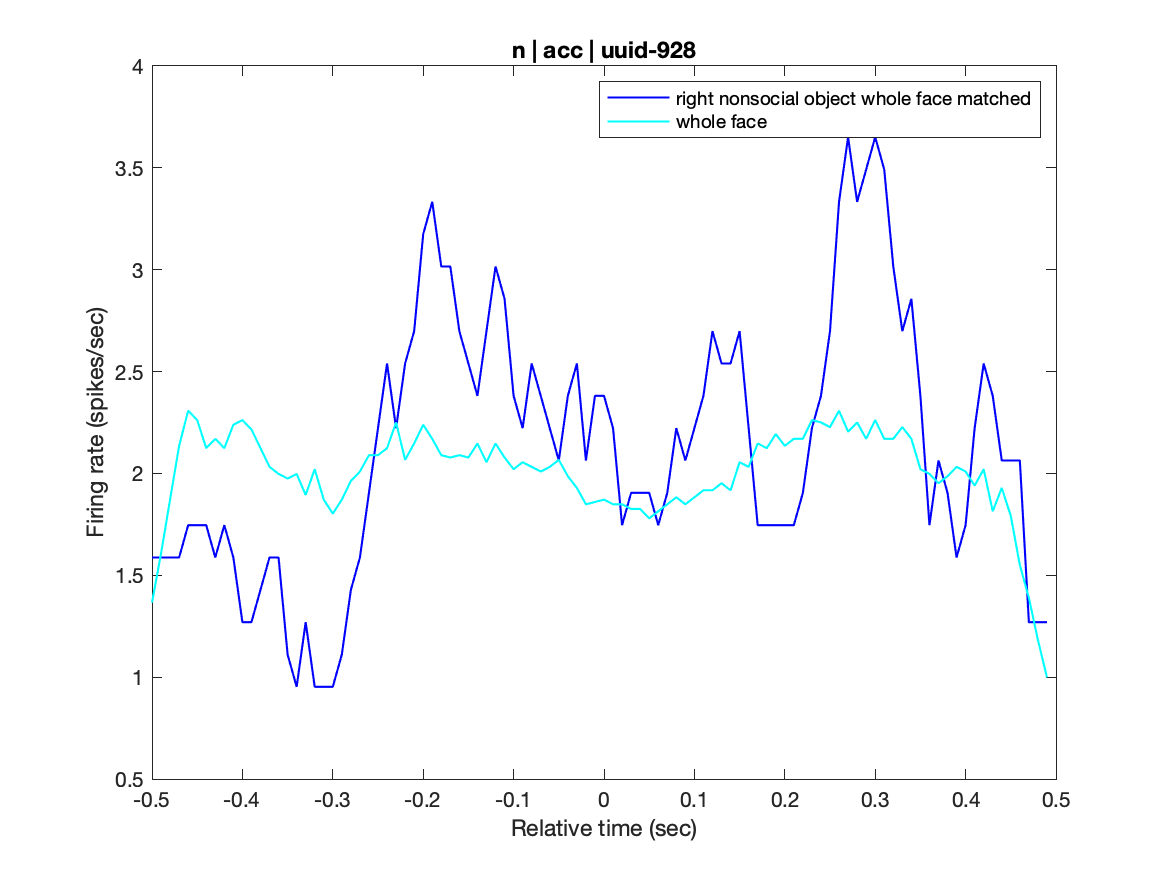 n | acc | uuid-928
right nonsocial object whole face matched
whole face
4
3.5
3
2.5
2
1.5
1
0.5
Firing rate (spikes/sec)
-0.5 -0.4 -0.3 -0.2 -0.1 0 0.1 0.2 0.3 0.4 0.5
Relative time (sec)